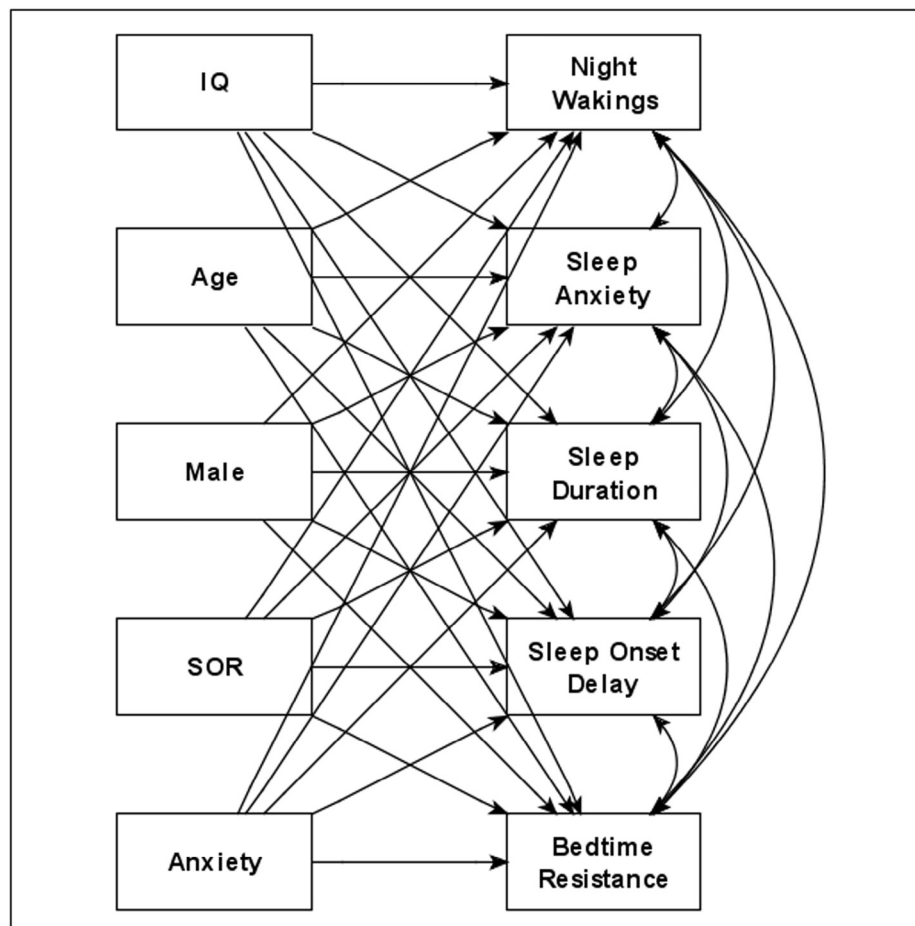 IQ
Night
Wakings
Age
Sleep
Anxiety
Male
Sleep
Duration
SOR
Sleep Onset
Delay
Anxiety
Bedtime
Resistance